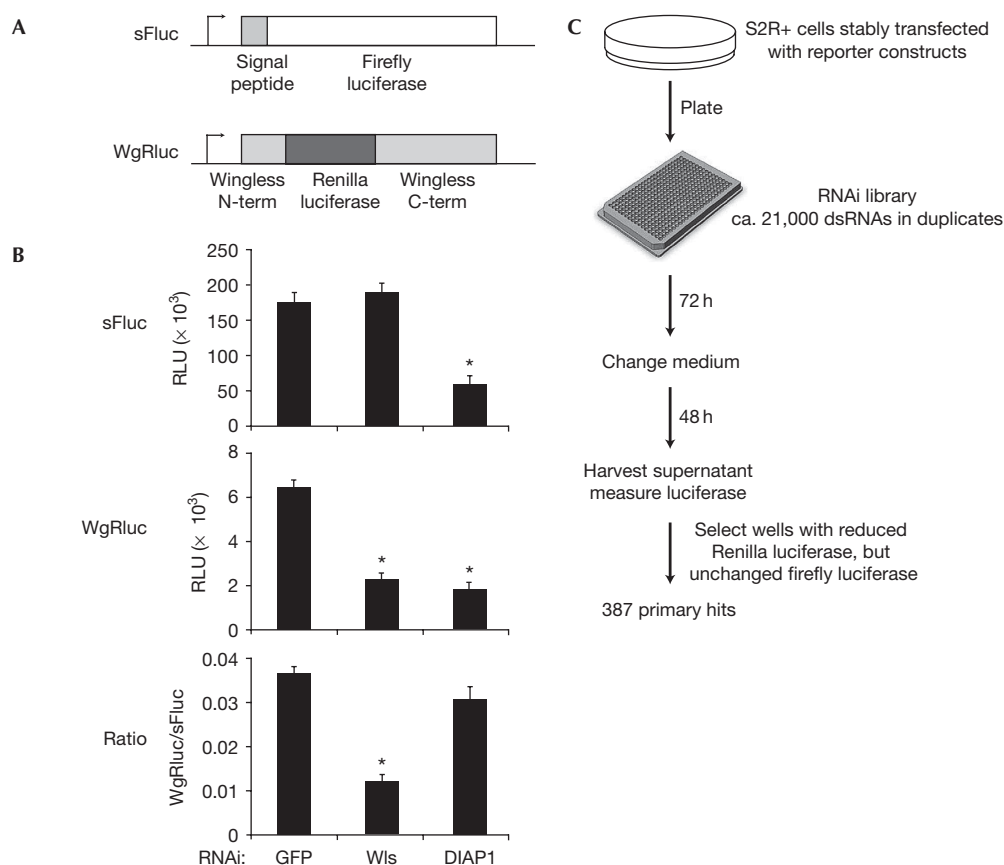 A
sFluc
Signal
peptide
Firefly
luciferase
WgRluc
Wingless
N-term
Renilla
luciferase
Wingless
C-term
B
sFluc
RLU (× 10³)
250
200
150
100
50
0
*
WgRluc
RLU (× 10³)
8
6
4
2
0
*
*
Ratio
WgRluc/sFluc
0.04
0.03
0.02
0.01
0
*
RNAi: GFP Wls DIAP1
C
S2R+ cells stably transfected
with reporter constructs
Plate
RNAi library
ca. 21,000 dsRNAs in duplicates
72 h
Change medium
48 h
Harvest supernatant
measure luciferase
Select wells with reduced
Renilla luciferase, but
unchanged firefly luciferase
387 primary hits